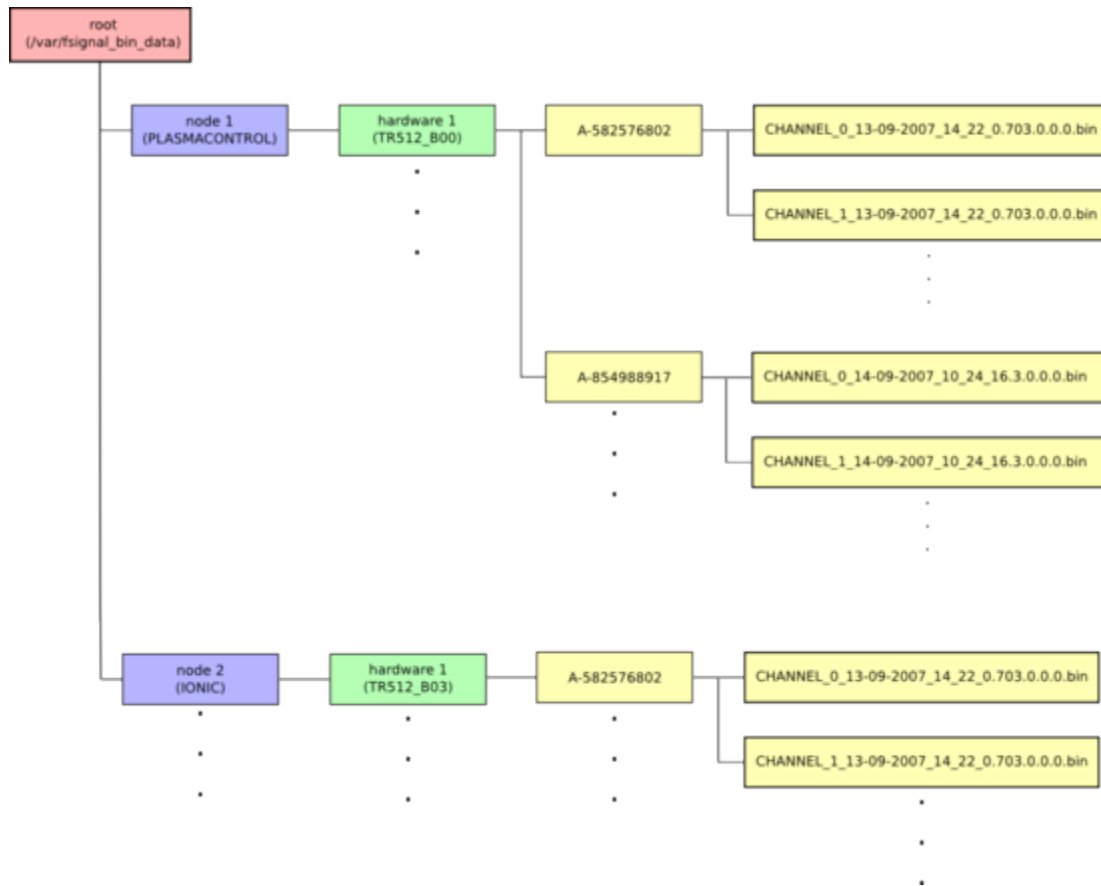 root
(/var/fsignal_bin_data)
node 1
(PLASMACONTROL)
hardware 1
(TR512_B00)
A-582576802
CHANNEL_0_13-09-2007_14_22_0.703.0.0.0.bin
CHANNEL_1_13-09-2007_14_22_0.703.0.0.0.bin
A-854988917
CHANNEL_0_14-09-2007_10_24_16.3.0.0.0.bin
CHANNEL_1_14-09-2007_10_24_16.3.0.0.0.bin
node 2
(IONIC)
hardware 1
(TR512_B03)
A-582576802
CHANNEL_0_13-09-2007_14_22_0.703.0.0.0.bin
CHANNEL_1_13-09-2007_14_22_0.703.0.0.0.bin